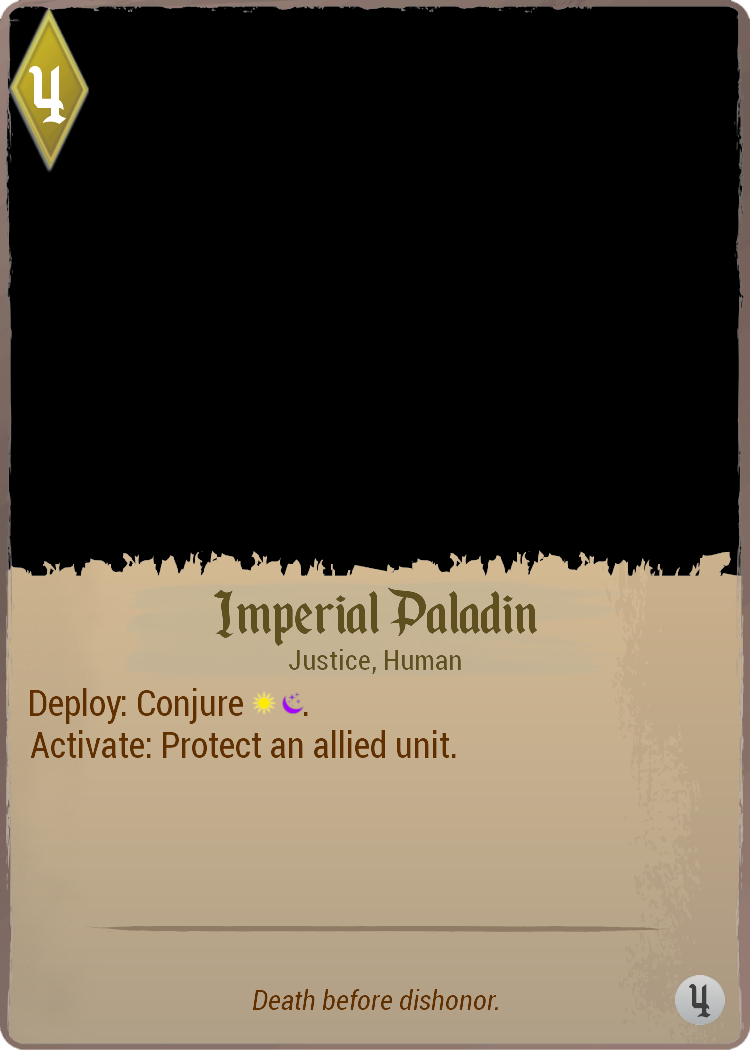 4
Imperial Paladin
Justice, Human
Deploy: Conjure ☀ 🌙.
Activate: Protect an allied unit.
Death before dishonor.
4